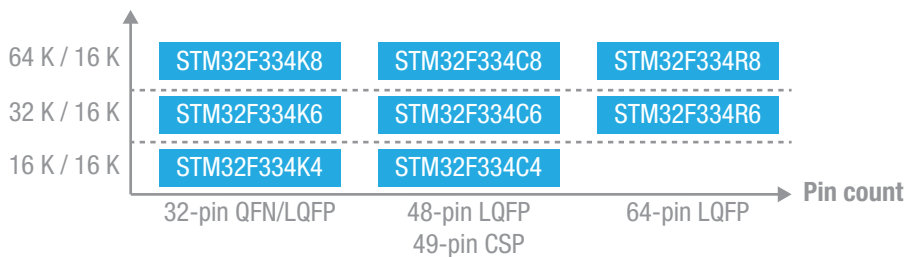 64 K / 16 K STM32F334K8 STM32F334C8 STM32F334R8
32 K / 16 K STM32F334K6 STM32F334C6 STM32F334R6
16 K / 16 K STM32F334K4 STM32F334C4
Pin count
32-pin QFN/LQFP 48-pin LQFP 64-pin LQFP
49-pin CSP